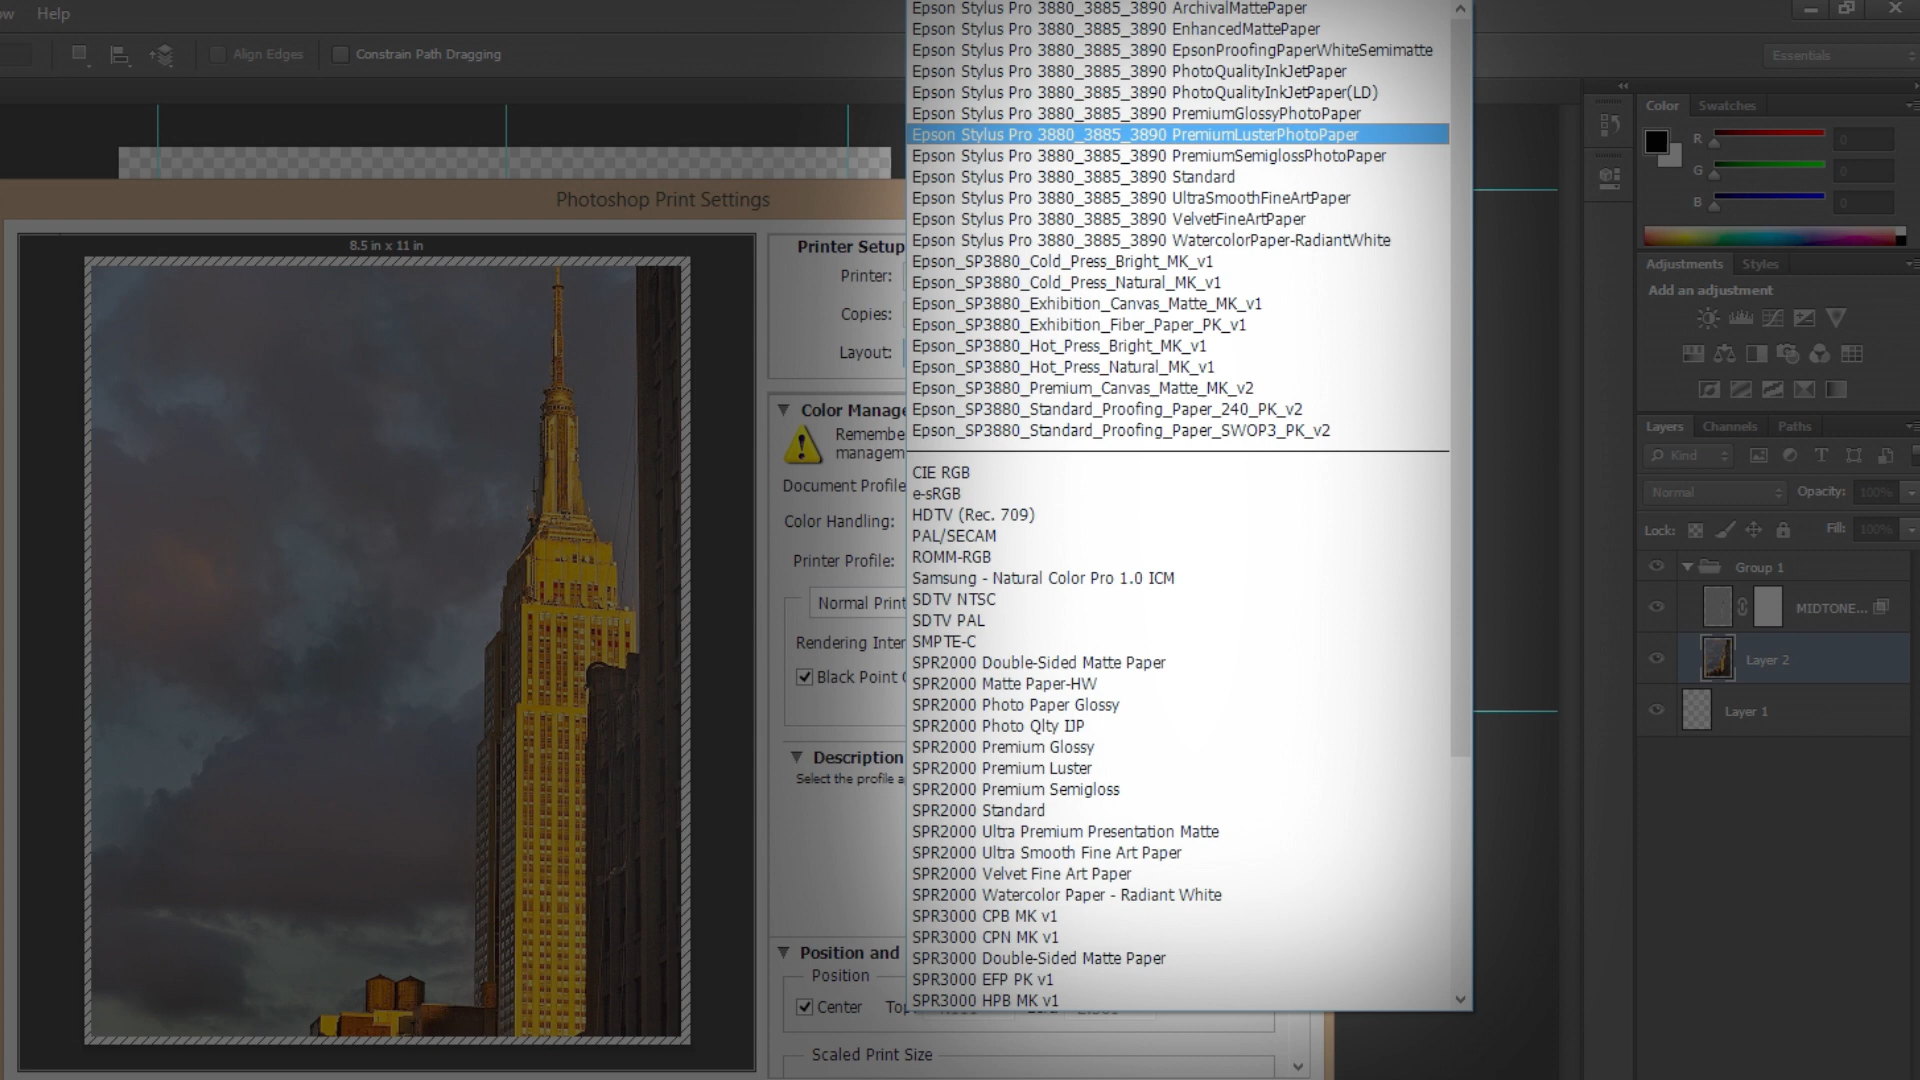 Help
Align Edges
Constrain Path Dragging
Essentials
Photoshop Print Settings
8.5 in x 11 in
Printer Setup
Printer:
Copies:
Layout:
Color Manage
Remembe
managem
Document Profile
Color Handling:
Printer Profile:
Normal Print
Rendering Inten
Black Point C
Description
Select the profile a
Position and
Position
Center
Top:
Scaled Print Size
Epson Stylus Pro 3880_3885_3890 ArchivalMattePaper
Epson Stylus Pro 3880_3885_3890 EnhancedMattePaper
Epson Stylus Pro 3880_3885_3890 EpsonProofingPaperWhiteSemimatte
Epson Stylus Pro 3880_3885_3890 PhotoQualityInkJetPaper
Epson Stylus Pro 3880_3885_3890 PhotoQualityInkJetPaper(LD)
Epson Stylus Pro 3880_3885_3890 PremiumGlossyPhotoPaper
Epson Stylus Pro 3880_3885_3890 PremiumLusterPhotoPaper
Epson Stylus Pro 3880_3885_3890 PremiumSemiglossPhotoPaper
Epson Stylus Pro 3880_3885_3890 Standard
Epson Stylus Pro 3880_3885_3890 UltraSmoothFineArtPaper
Epson Stylus Pro 3880_3885_3890 VelvetFineArtPaper
Epson Stylus Pro 3880_3885_3890 WatercolorPaper-RadiantWhite
Epson_SP3880_Cold_Press_Bright_MK_v1
Epson_SP3880_Cold_Press_Natural_MK_v1
Epson_SP3880_Exhibition_Canvas_Matte_MK_v1
Epson_SP3880_Exhibition_Fiber_Paper_PK_v1
Epson_SP3880_Hot_Press_Bright_MK_v1
Epson_SP3880_Hot_Press_Natural_MK_v1
Epson_SP3880_Premium_Canvas_Matte_MK_v2
Epson_SP3880_Standard_Proofing_Paper_240_PK_v2
Epson_SP3880_Standard_Proofing_Paper_SWOP3_PK_v2
CIE RGB
e-sRGB
HDTV (Rec. 709)
PAL/SECAM
ROMM-RGB
Samsung - Natural Color Pro 1.0 ICM
SDTV NTSC
SDTV PAL
SMPTE-C
SPR2000 Double-Sided Matte Paper
SPR2000 Matte Paper-HW
SPR2000 Photo Paper Glossy
SPR2000 Photo Qlty IJP
SPR2000 Premium Glossy
SPR2000 Premium Luster
SPR2000 Premium Semigloss
SPR2000 Standard
SPR2000 Ultra Premium Presentation Matte
SPR2000 Ultra Smooth Fine Art Paper
SPR2000 Velvet Fine Art Paper
SPR2000 Watercolor Paper - Radiant White
SPR3000 CPB MK v1
SPR3000 CPN MK v1
SPR3000 Double-Sided Matte Paper
SPR3000 EFP PK v1
SPR3000 HPB MK v1
Color Swatches
R 0
G 0
B 0
Adjustments Styles
Add an adjustment
Layers Channels Paths
Kind
Normal Opacity: 100%
Lock: Fill: 100%
Group 1
MIDTONE...
Layer 2
Layer 1